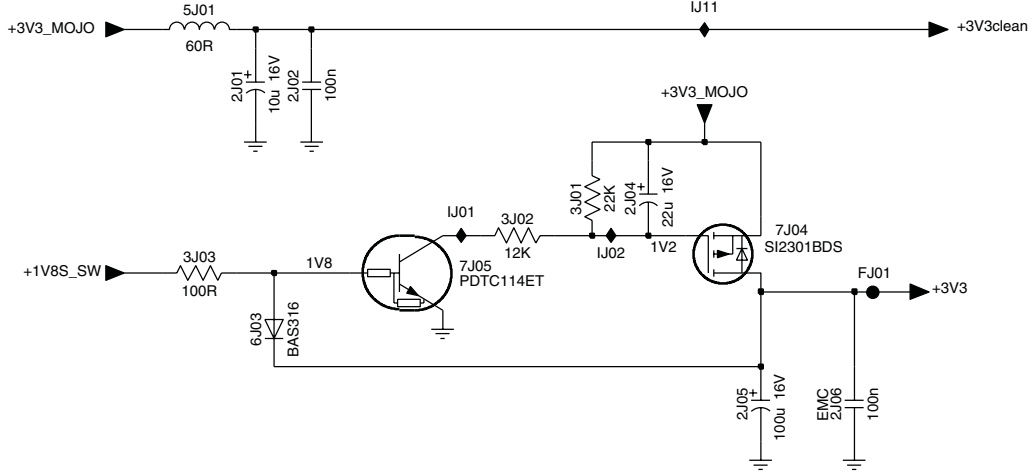 +3V3_MOJO
5J01
60R
IJ11
+3V3clean
2J01
10u 16V
2J02
100n
+3V3_MOJO
3J01
22K
2J04
22u 16V
IJ01
3J02
12K
IJ02
1V2
7J04
SI2301BDS
+1V8S_SW
3J03
100R
1V8
7J05
PDTC114ET
FJ01
+3V3
6J03
BAS316
2J05
100u 16V
EMC
2J06
100n